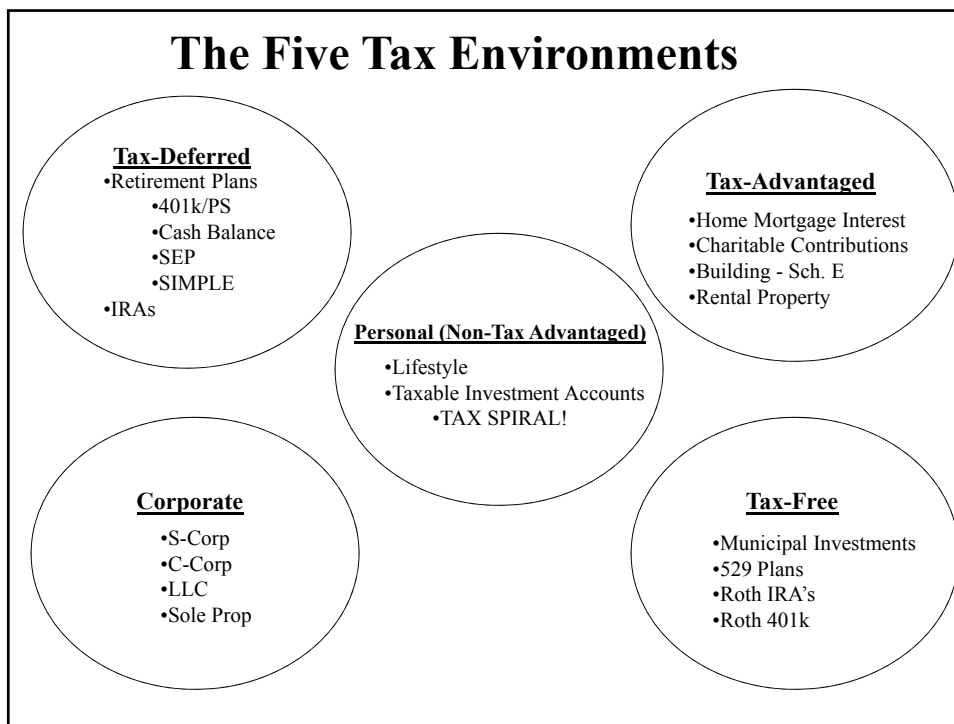 The Five Tax Environments
Tax-Deferred
•Retirement Plans
•401k/PS
•Cash Balance
•SEP
•SIMPLE
•IRAs
Tax-Advantaged
•Home Mortgage Interest
•Charitable Contributions
•Building - Sch. E
•Rental Property
Personal (Non-Tax Advantaged)
•Lifestyle
•Taxable Investment Accounts
•TAX SPIRAL!
Corporate
•S-Corp
•C-Corp
•LLC
•Sole Prop
Tax-Free
•Municipal Investments
•529 Plans
•Roth IRA’s
•Roth 401k